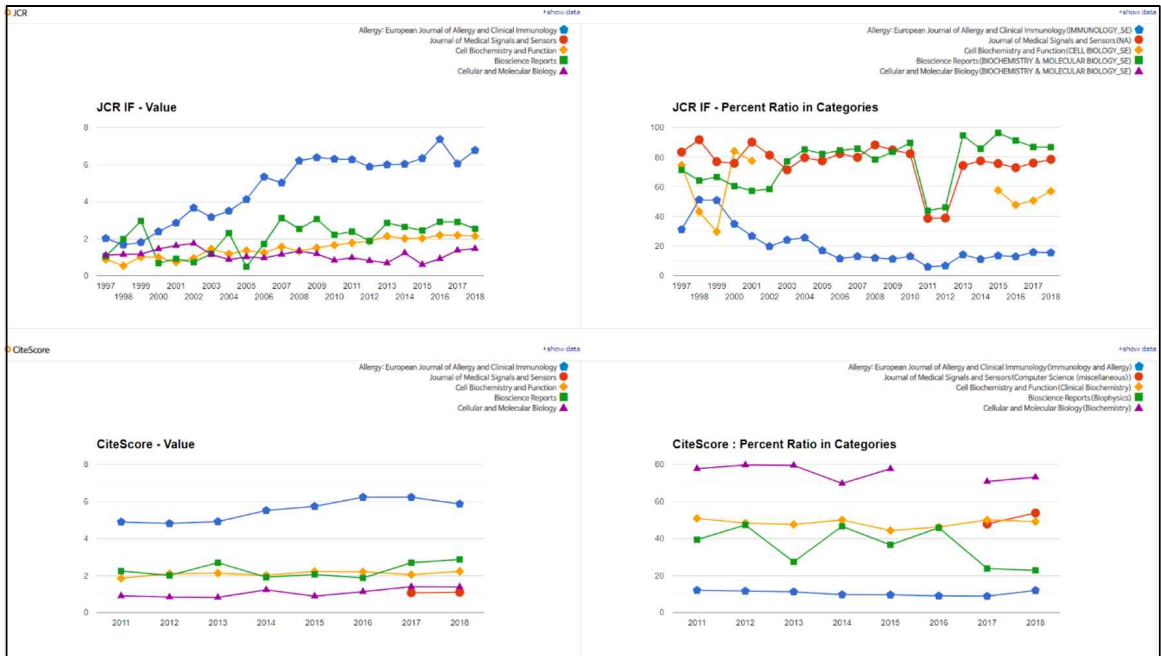 JCR
+show data
Allergy: European Journal of Allergy and Clinical Immunology
Journal of Medical Signals and Sensors
Cell Biochemistry and Function
Bioscience Reports
Cellular and Molecular Biology
JCR IF - Value
8
6
4
2
0
1997 1999 2001 2003 2005 2007 2009 2011 2013 2015 2017
1998 2000 2002 2004 2006 2008 2010 2012 2014 2016 2018
+show data
Allergy: European Journal of Allergy and Clinical Immunology(IMMUNOLOGY_SE)
Journal of Medical Signals and Sensors(NA)
Cell Biochemistry and Function(CELL BIOLOGY_SE)
Bioscience Reports(BIOCHEMISTRY & MOLECULAR BIOLOGY_SE)
Cellular and Molecular Biology(BIOCHEMISTRY & MOLECULAR BIOLOGY_SE)
JCR IF - Percent Ratio in Categories
100
80
60
40
20
0
1997 1999 2001 2003 2005 2007 2009 2011 2013 2015 2017
1998 2000 2002 2004 2006 2008 2010 2012 2014 2016 2018
CiteScore
+show data
Allergy: European Journal of Allergy and Clinical Immunology
Journal of Medical Signals and Sensors
Cell Biochemistry and Function
Bioscience Reports
Cellular and Molecular Biology
CiteScore - Value
8
6
4
2
0
2011 2012 2013 2014 2015 2016 2017 2018
+show data
Allergy: European Journal of Allergy and Clinical Immunology(Immunology and Allergy)
Journal of Medical Signals and Sensors(Computer Science (miscellaneous))
Cell Biochemistry and Function(Clinical Biochemistry)
Bioscience Reports(Biophysics)
Cellular and Molecular Biology(Biochemistry)
CiteScore : Percent Ratio in Categories
80
60
40
20
0
2011 2012 2013 2014 2015 2016 2017 2018